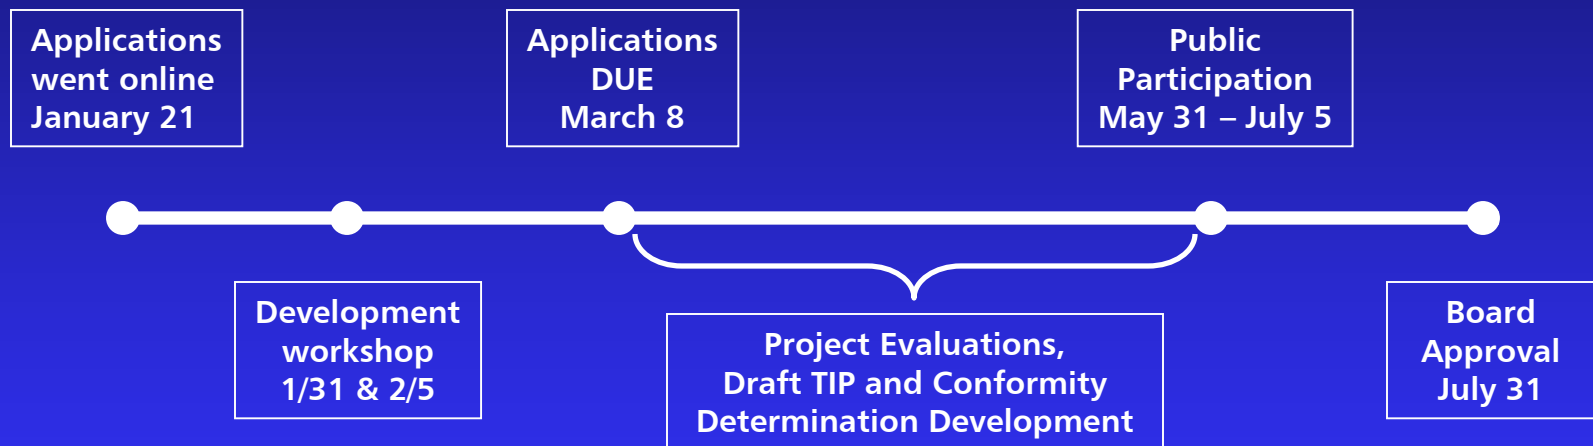 Applications
went online
January 21
Applications
DUE
March 8
Public
Participation
May 31 – July 5
Development
workshop
1/31 & 2/5
Project Evaluations,
Draft TIP and Conformity
Determination Development
Board
Approval
July 31